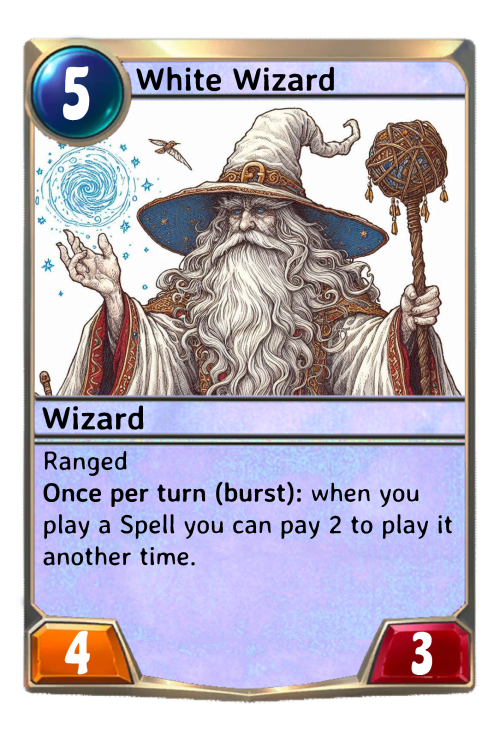 5
White Wizard
Wizard
Ranged
Once per turn (burst): when you
play a Spell you can pay 2 to play it
another time.
4
3